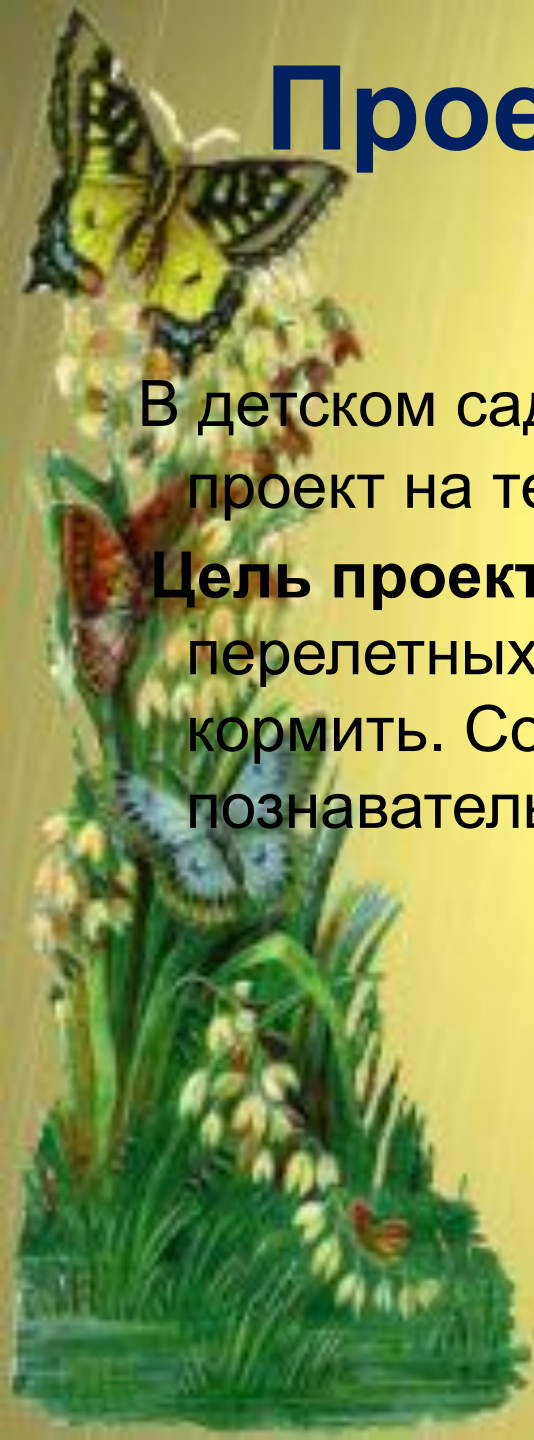 Прое
В детском сад
проект на те
Цель проект
перелетных
кормить. Со
познаватель